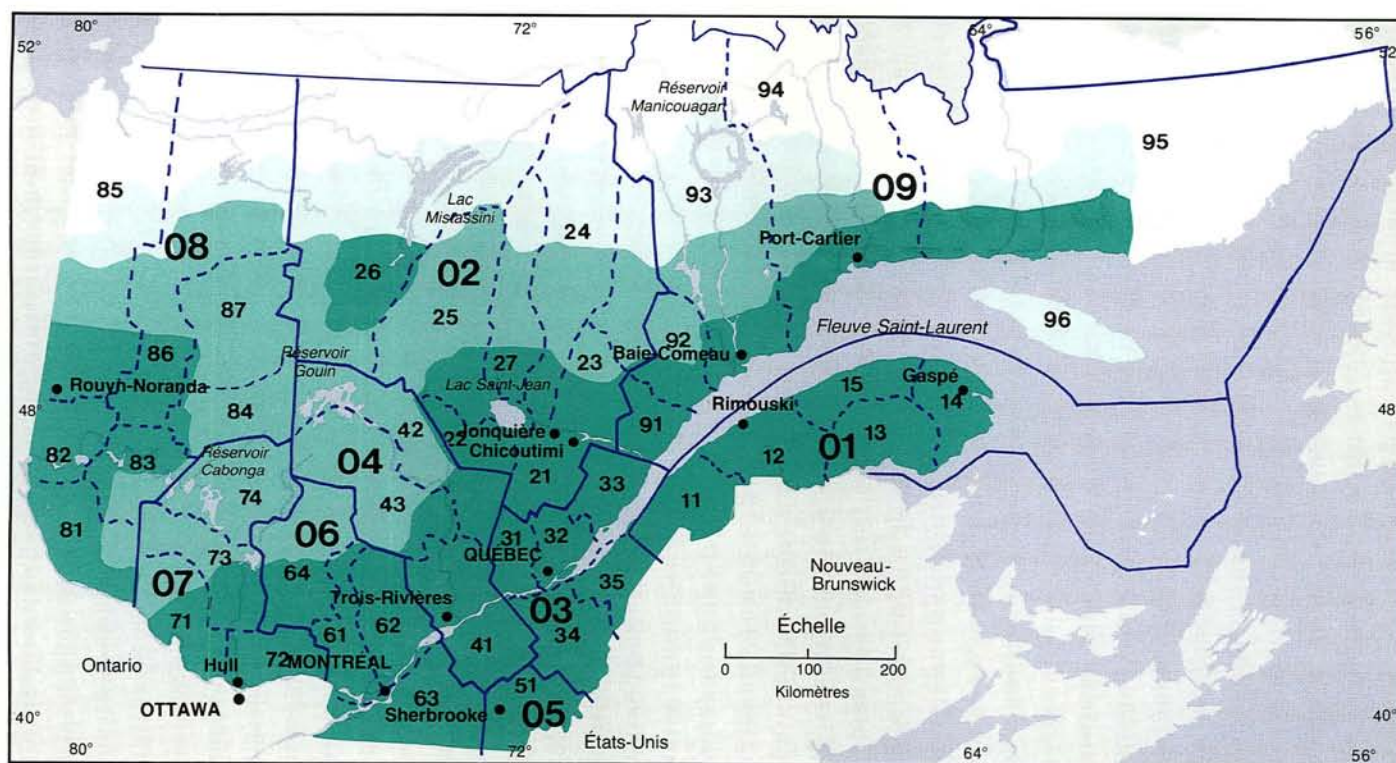 80°
72°
64°
56°
52°
52
94
Réservoir
Manicouagan
95
85
93
09
Lac
Mistassini
24
Port-Cartier
08
26
02
87
25
96
Fleuve Saint-Laurent
92
86
Réservoir
Gouin
27
23
Baie-Comeau
Rouyn-Noranda
Lac Saint-Jean
15
Gaspé
14
48°
48
84
42
22
Jonquière
Chicoutimi
91
Rimouski
13
01
12
82
83
Réservoir
Cabonga
04
74
43
21
33
11
81
06
31
32
QUÉBEC
73
64
35
Nouveau-
Brunswick
07
71
Trois-Rivières
03
61
62
34
Échelle
41
0
100
200
Kilomètres
Ontario
Hull
72
MONTRÉAL
63
51
OTTAWA
Sherbrooke
05
40°
40°
80°
72°
États-Unis
64°
56°